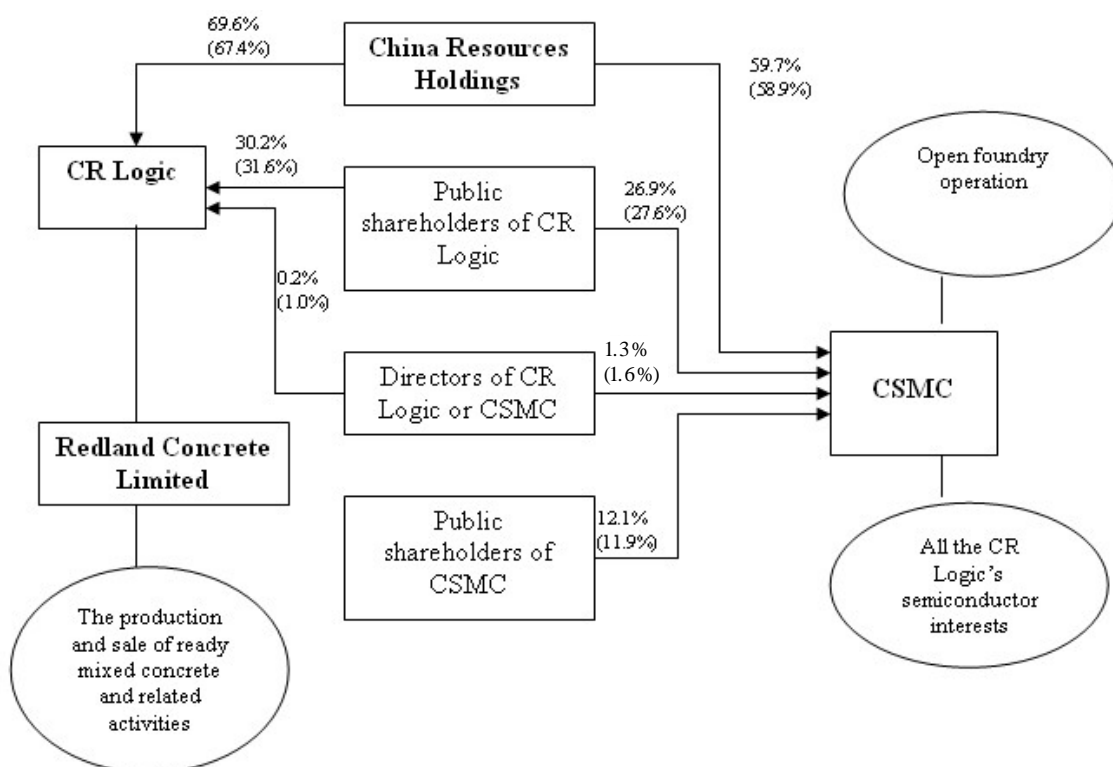 69.6%
(67.4%)
China Resources
Holdings
59.7%
(58.9%)
CR Logic
30.2%
(31.6%)
Public
shareholders of CR
Logic
26.9%
(27.6%)
Open foundry
operation
0.2%
(1.0%)
Directors of CR
Logic or CSMC
1.3%
(1.6%)
CSMC
Redland Concrete
Limited
Public
shareholders of
CSMC
12.1%
(11.9%)
All the CR
Logic’s
semiconductor
interests
The production
and sale of ready
mixed concrete
and related
activities